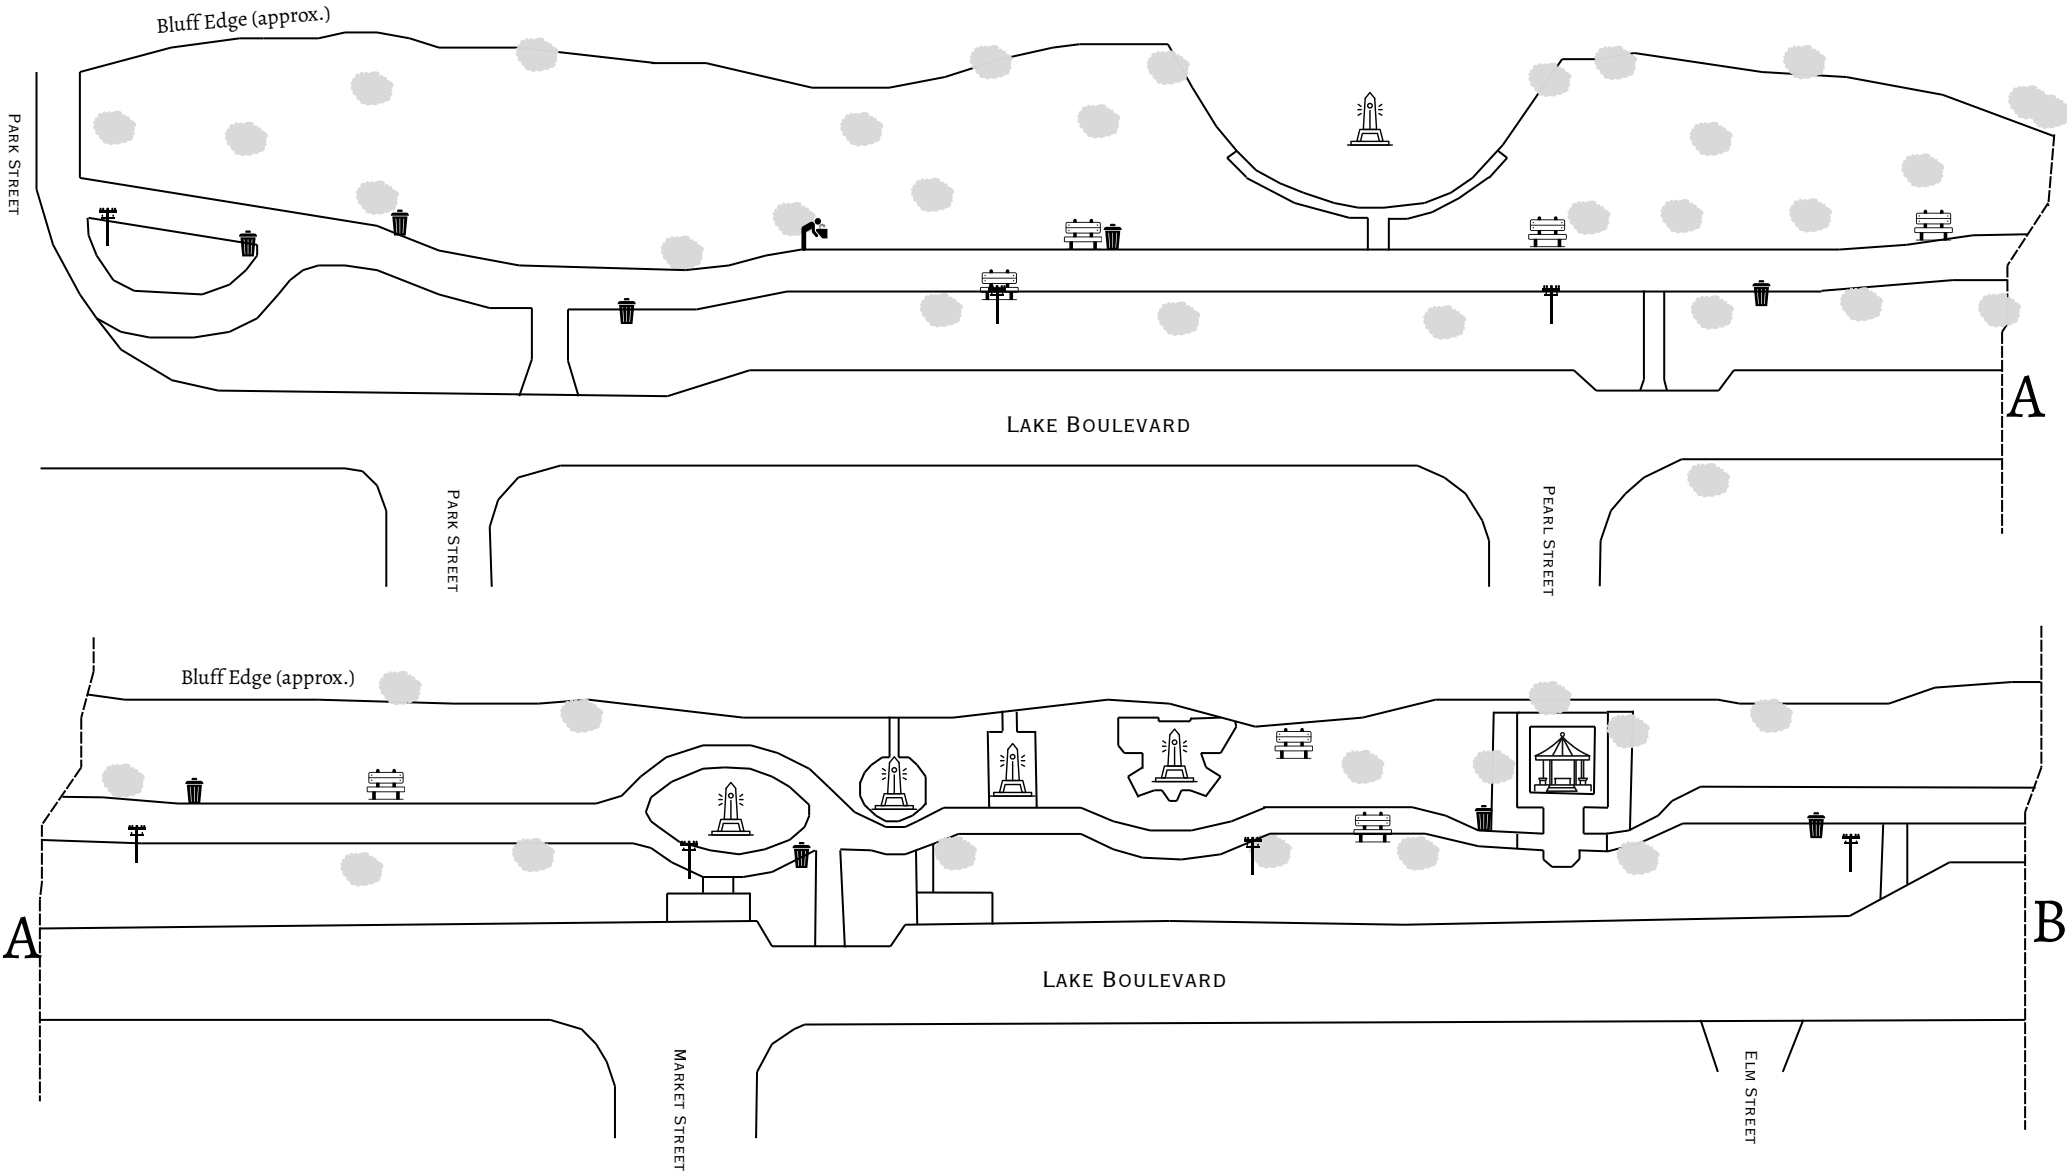 Bluff Edge (approx.)
PARK STREET
A
LAKE BOULEVARD
PARK STREET
PEARL STREET
Bluff Edge (approx.)
A
B
LAKE BOULEVARD
MARKET STREET
ELM STREET